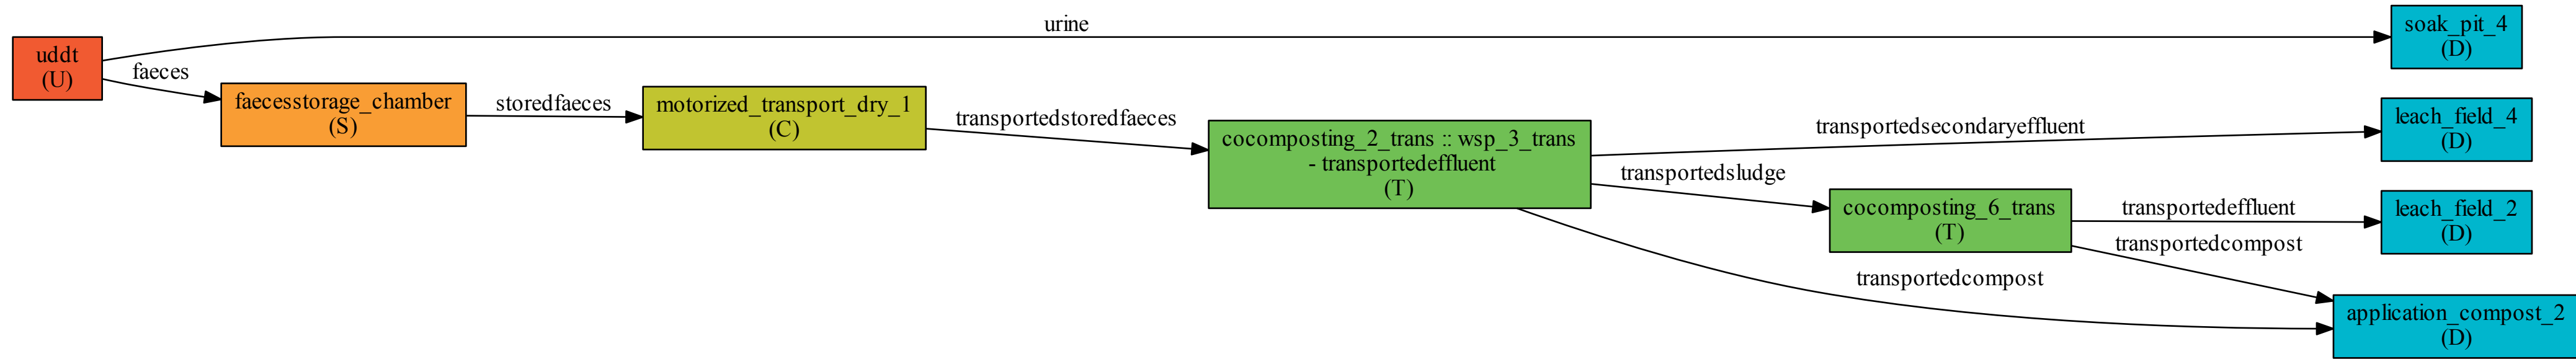 urine
soak_pit_4
(D)
uddt
(U)
faeces
faecesstorage_chamber
(S)
storedfaeces
motorized_transport_dry_1
(C)
transportedstoredfaeces
cocomposting_2_trans :: wsp_3_trans
- transportedeffluent
(T)
transportedsecondaryeffluent
leach_field_4
(D)
transportedsludge
cocomposting_6_trans
(T)
transportedeffluent
leach_field_2
(D)
transportedcompost
transportedcompost
application_compost_2
(D)